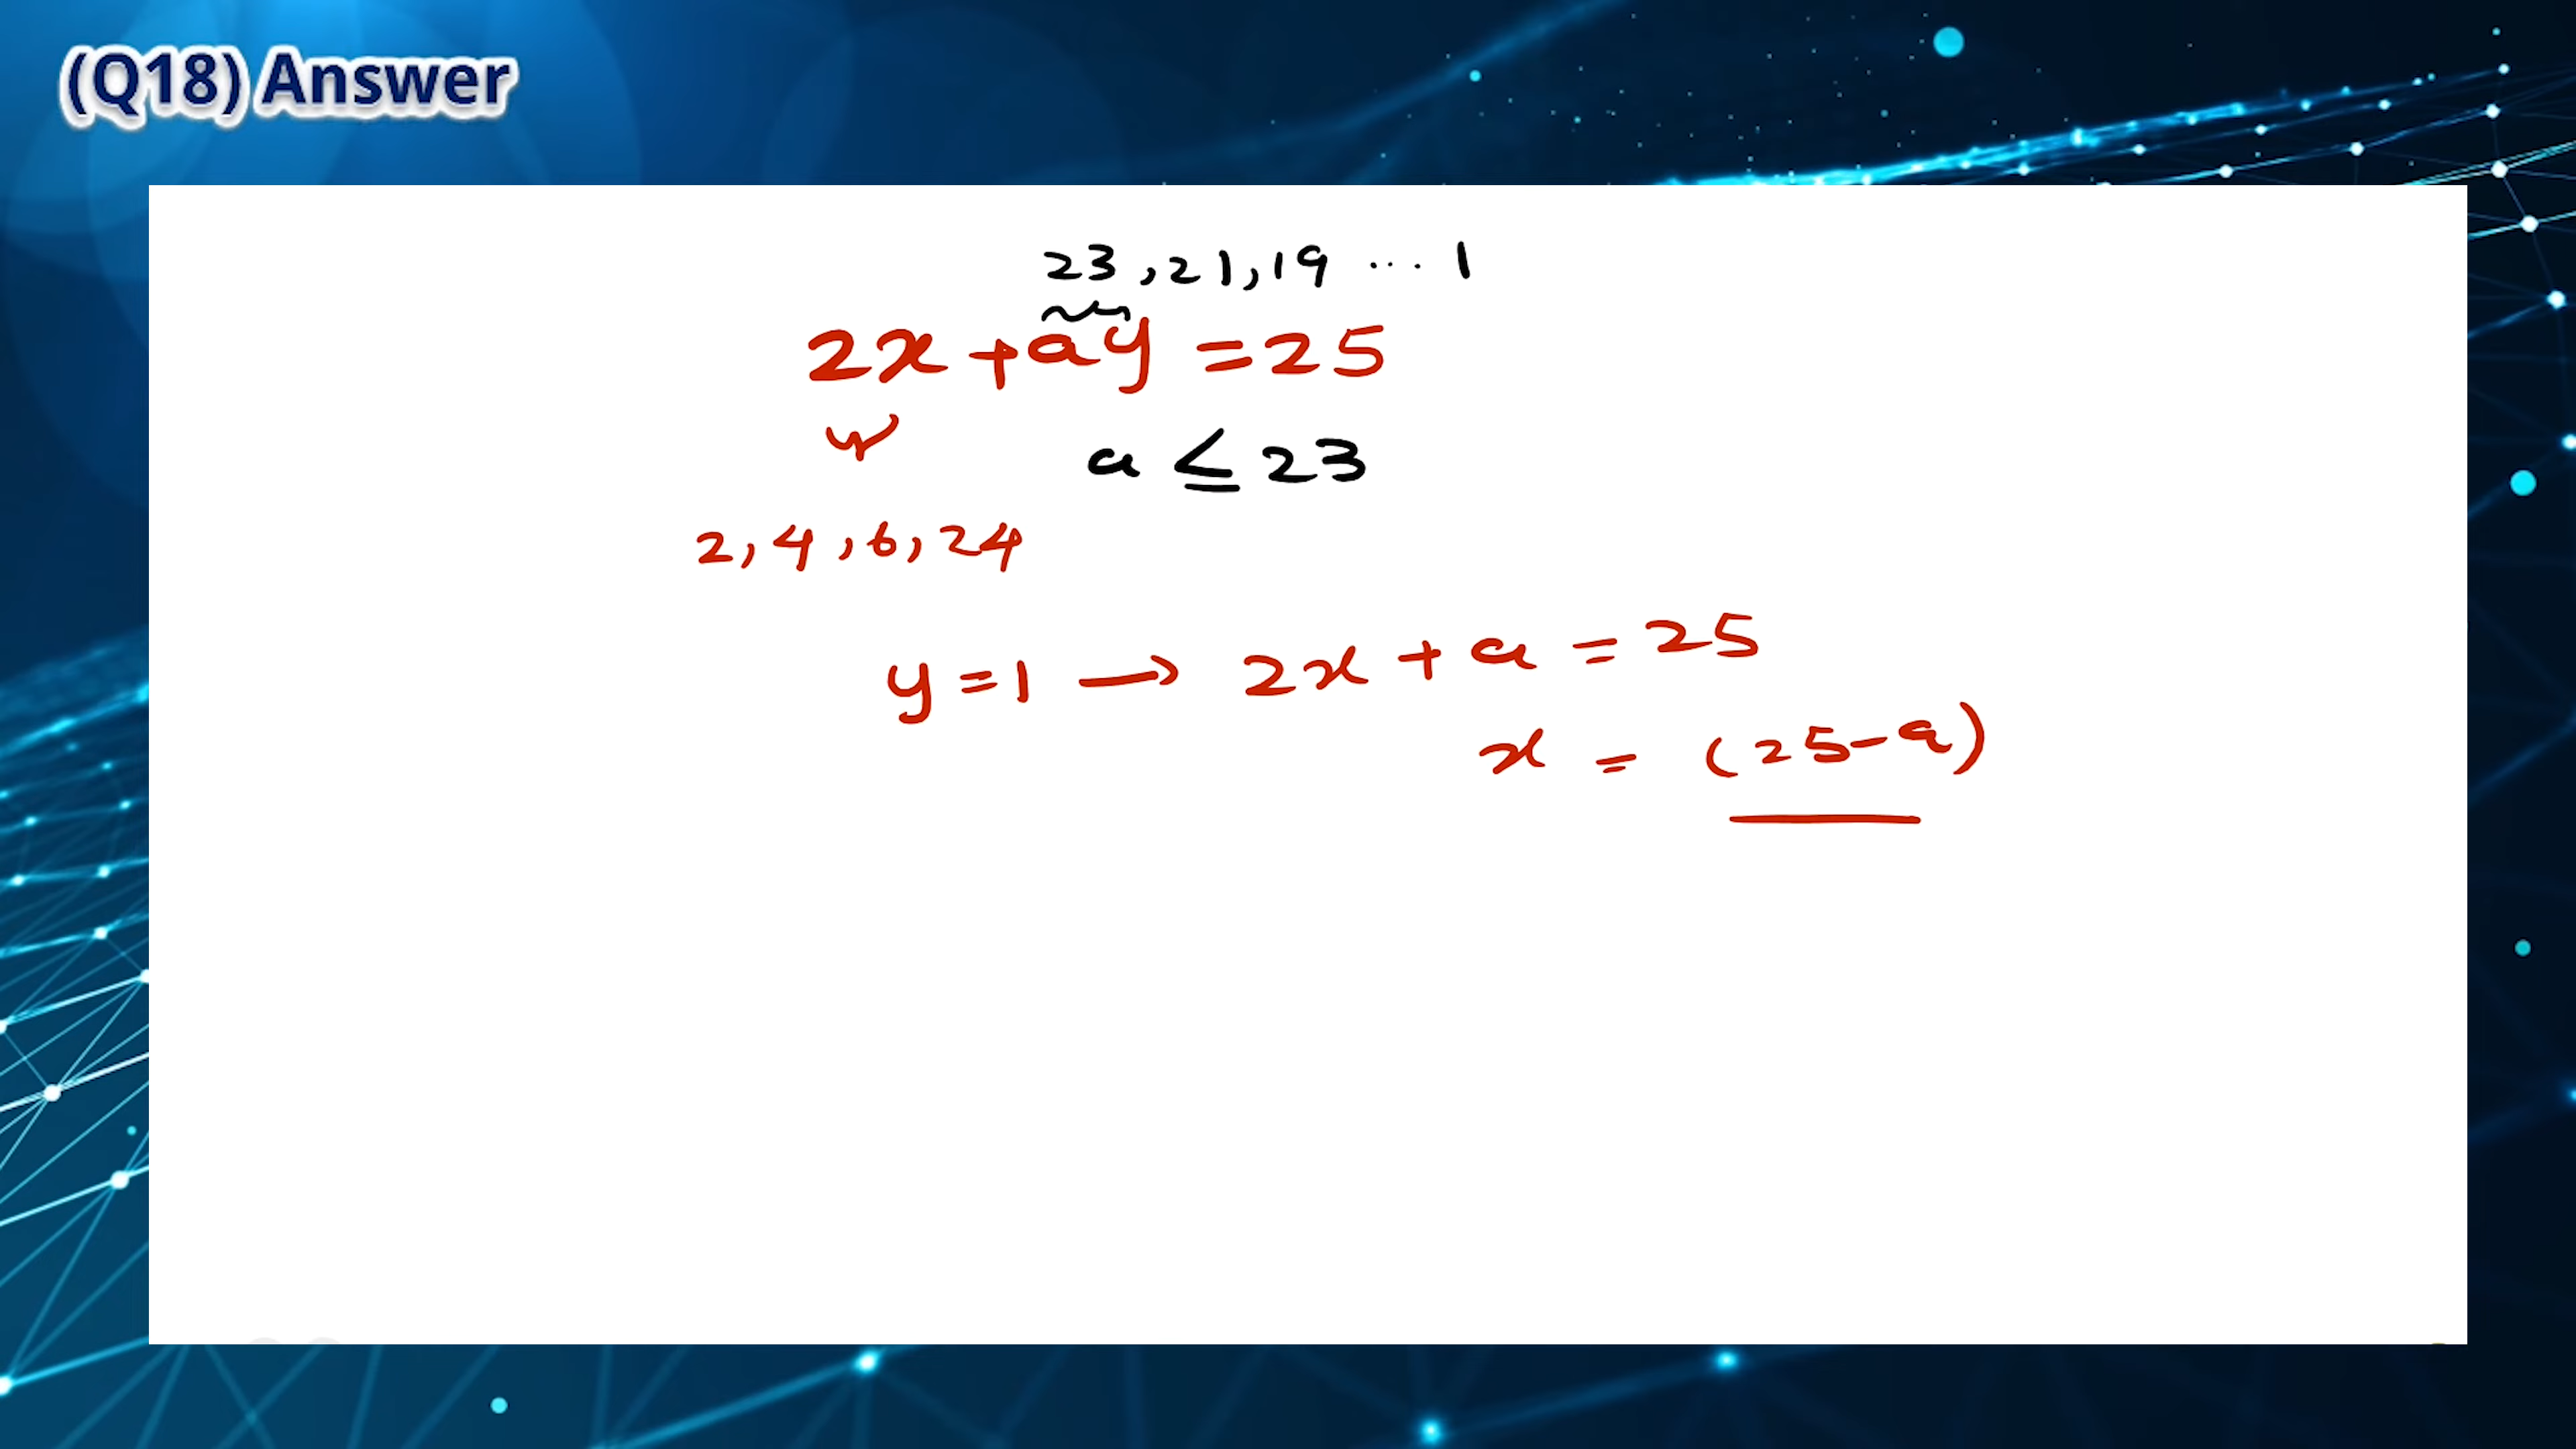 (Q18) Answer
23, 21, 19 ... 1
2x + ay = 25
a ≤ 23
2, 4, 6, 24
y = 1 → 2x + a = 25
x = (25 - a)